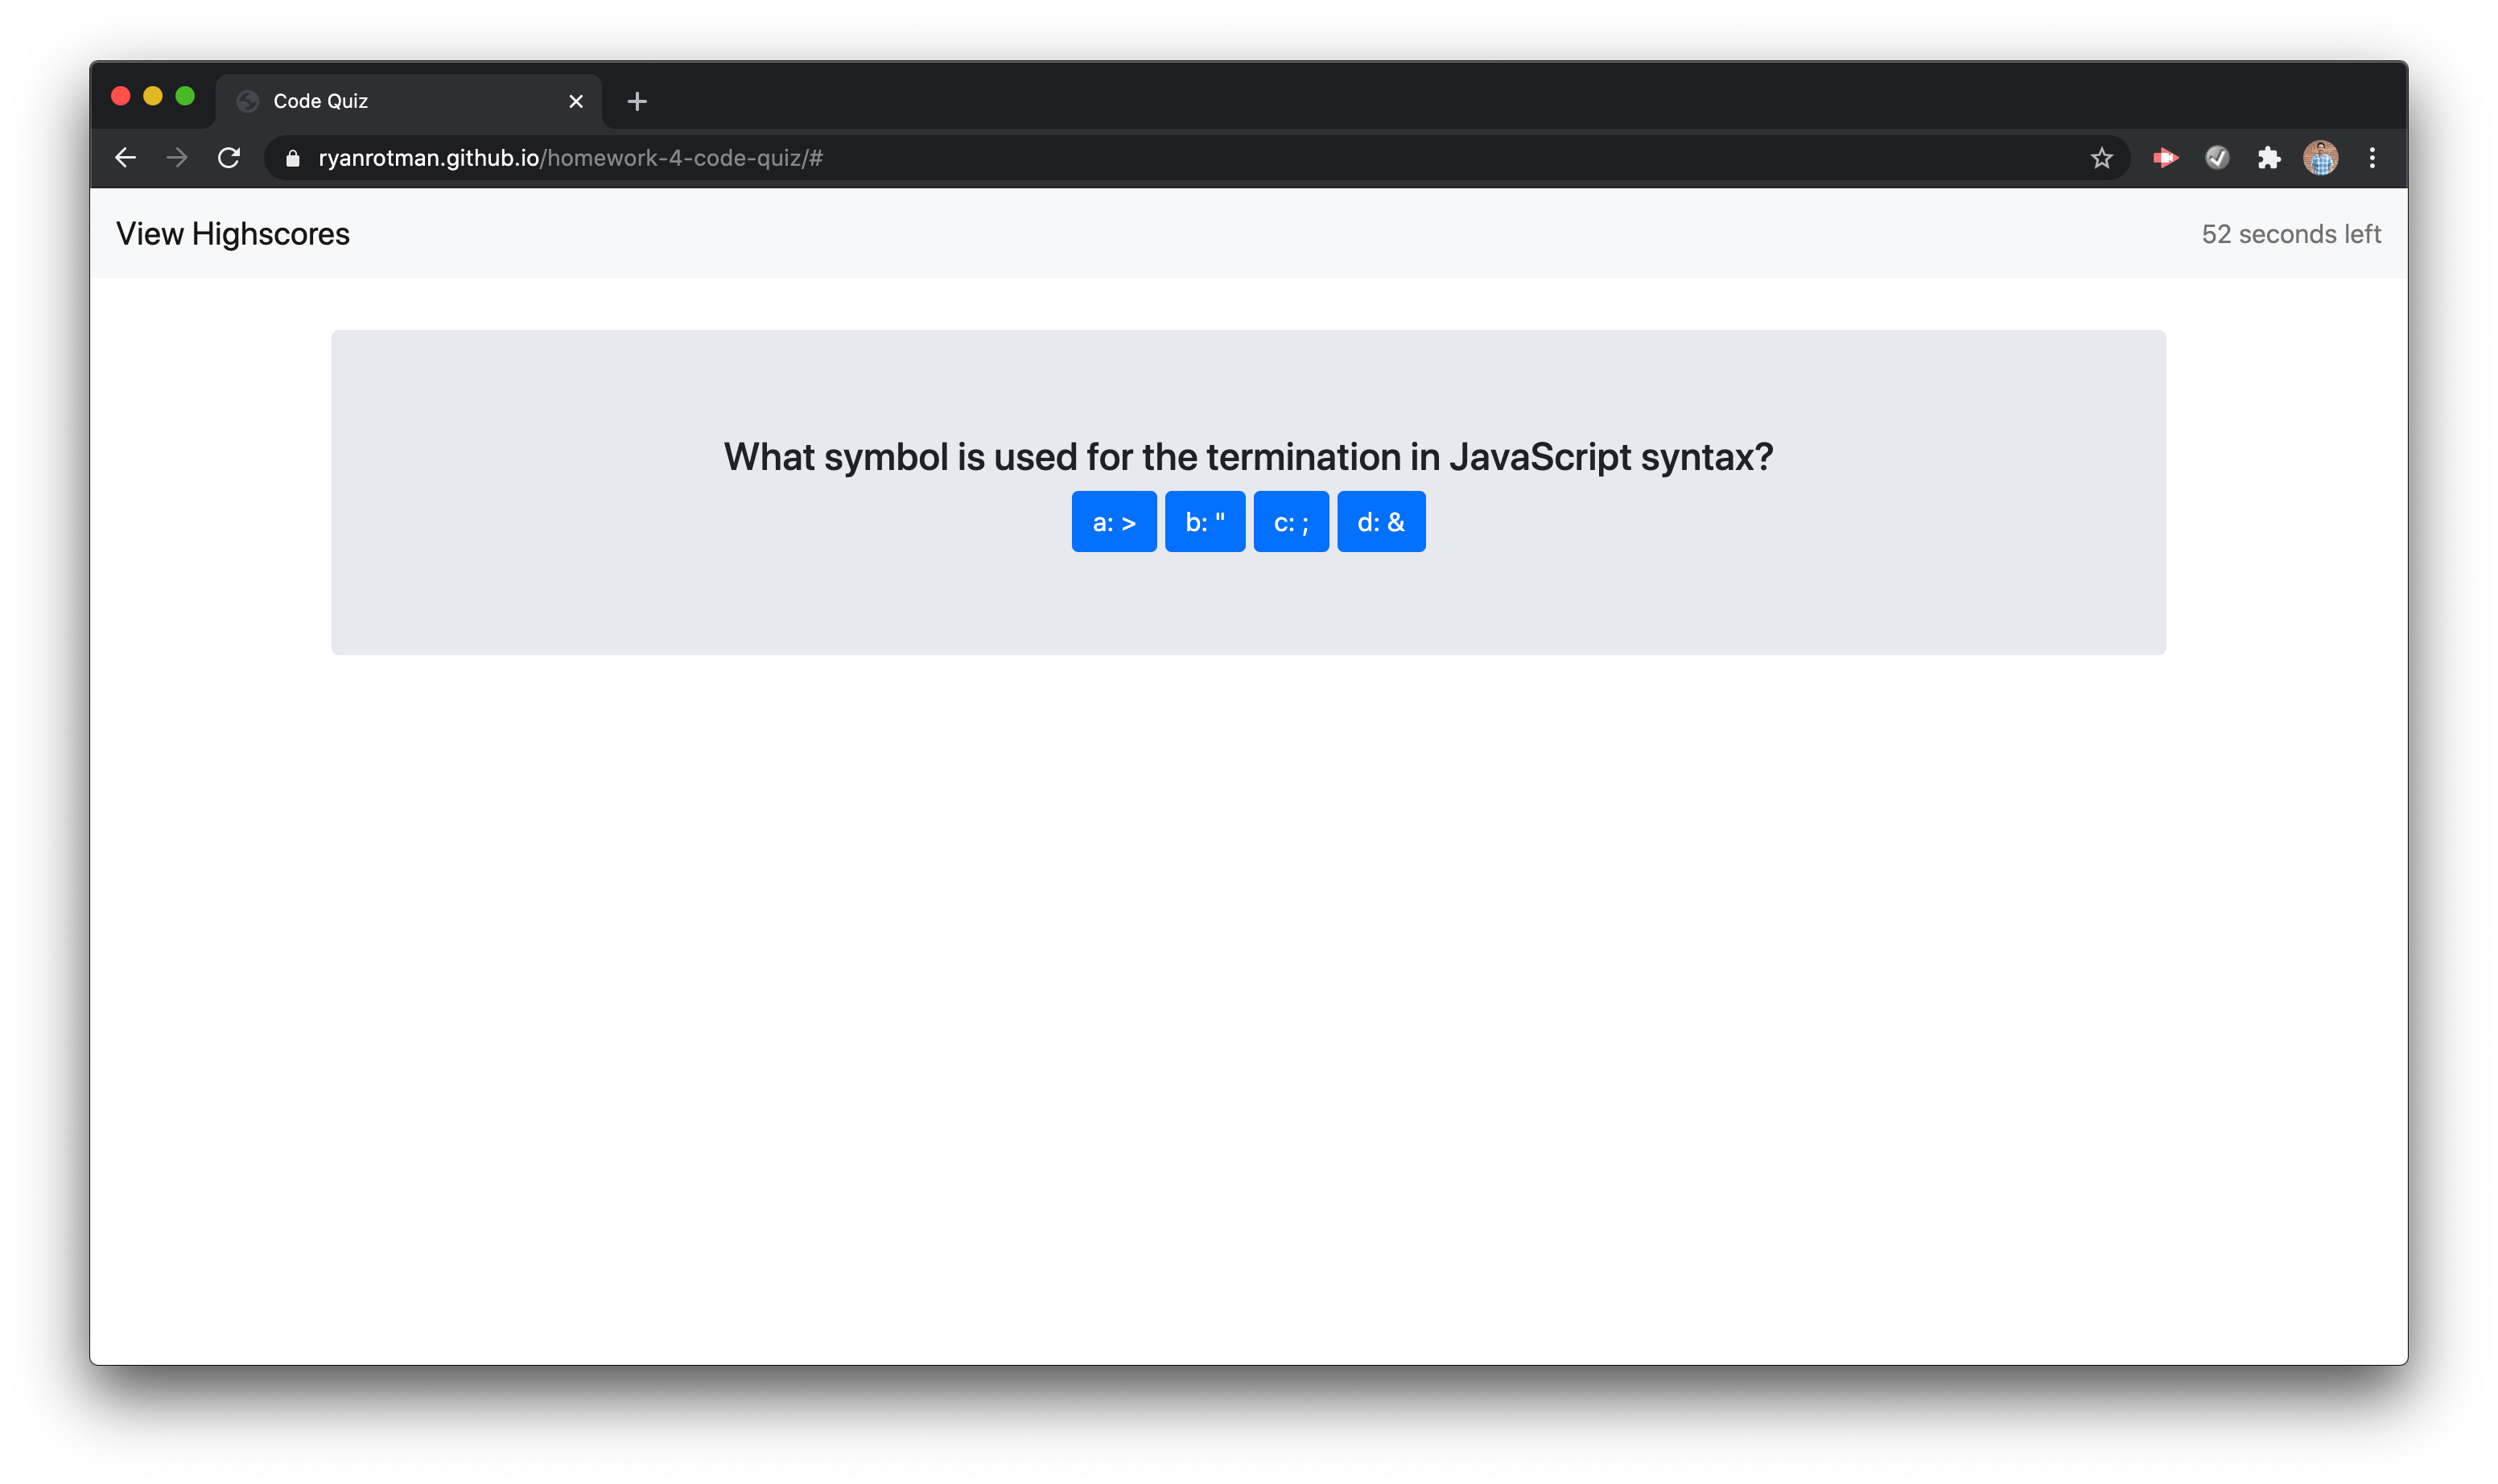 Code Quiz
ryanrotman.github.io/homework-4-code-quiz/#
View Highscores
52 seconds left
What symbol is used for the termination in JavaScript syntax?
a: > b: " c: ; d: &